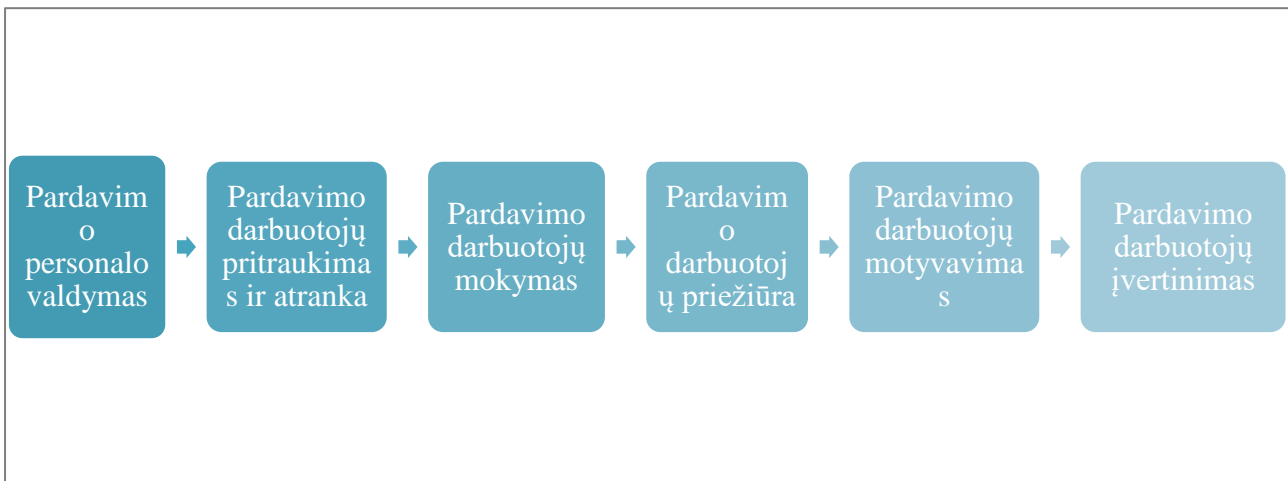 Pardavim
o
personalo
valdymas
Pardavimo
darbuotojų
pritraukima
s ir atranka
Pardavimo
darbuotojų
mokymas
Pardavim
o
darbuotoj
ų priežiūra
Pardavimo
darbuotojų
motyvavima
s
Pardavimo
darbuotojų
įvertinimas